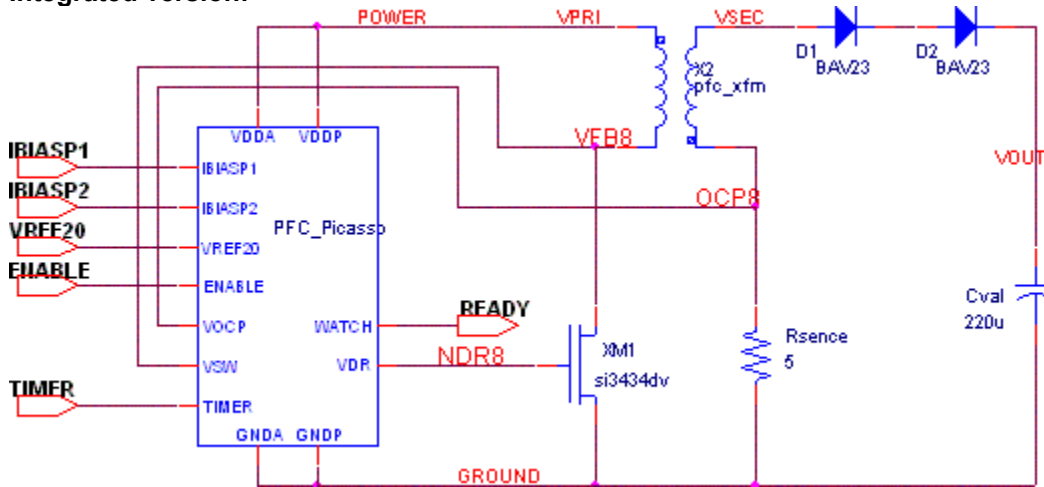 Integrated version:
POWER VPRI VSEC
D1 BAV23
D2 BAV23
X2
pfc_xfm
VDDA VDDP
VFB8
VOUT
IBIASP1 IBIASP1
OCP8
IBIASP2 IBIASP2
PFC_Picasso
VREF20 VREF20
ENABLE ENABLE
Cval
220u
READY
VOCP WATCH
Rsence
5
NDR8
XM1
si3434dv
VSW VDR
TIMER TIMER
GNDA GNDP
GROUND